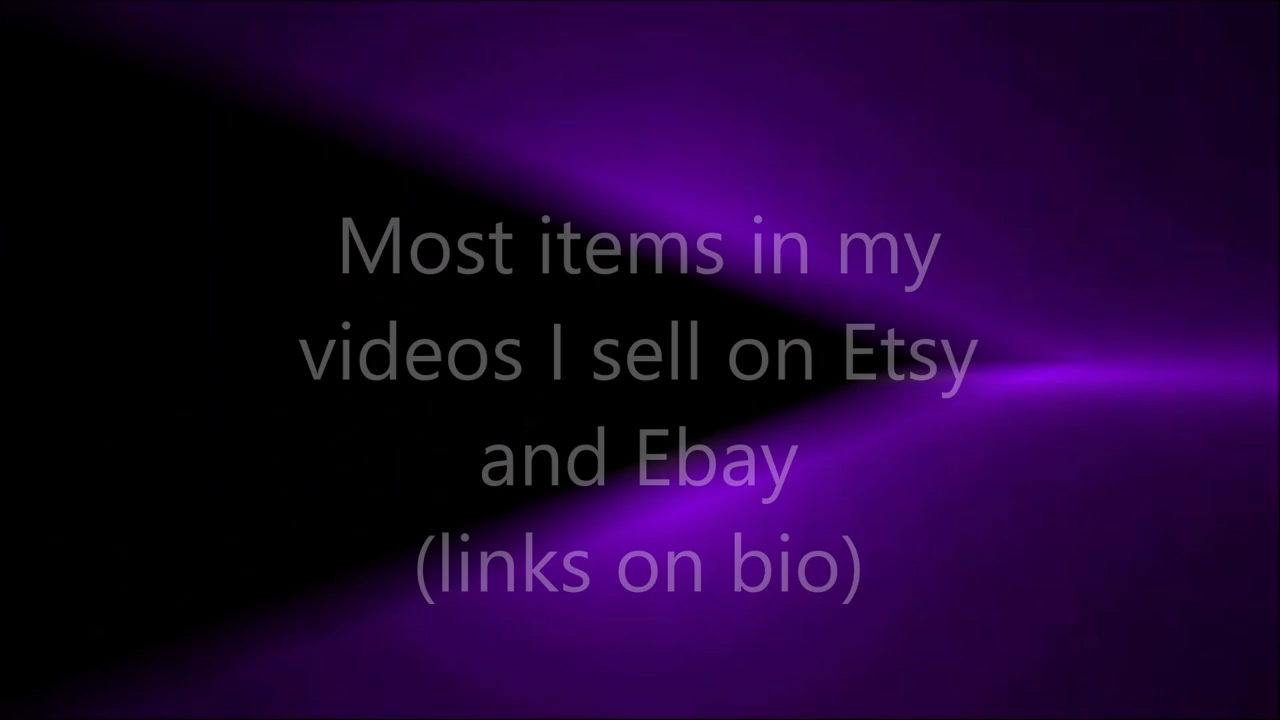 Most items in my
videos I sell on Etsy
and Ebay
(links on bio)